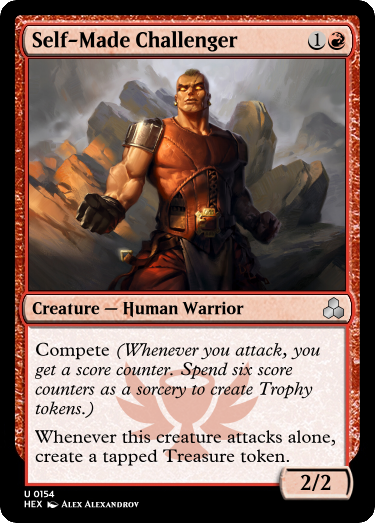 Self-Made Challenger 1
Creature — Human Warrior
Compete (Whenever you attack, you
get a score counter. Spend six score
counters as a sorcery to create Trophy
tokens.)
Whenever this creature attacks alone,
create a tapped Treasure token.
2/2
U 0154
HEX Alex Alexandrov